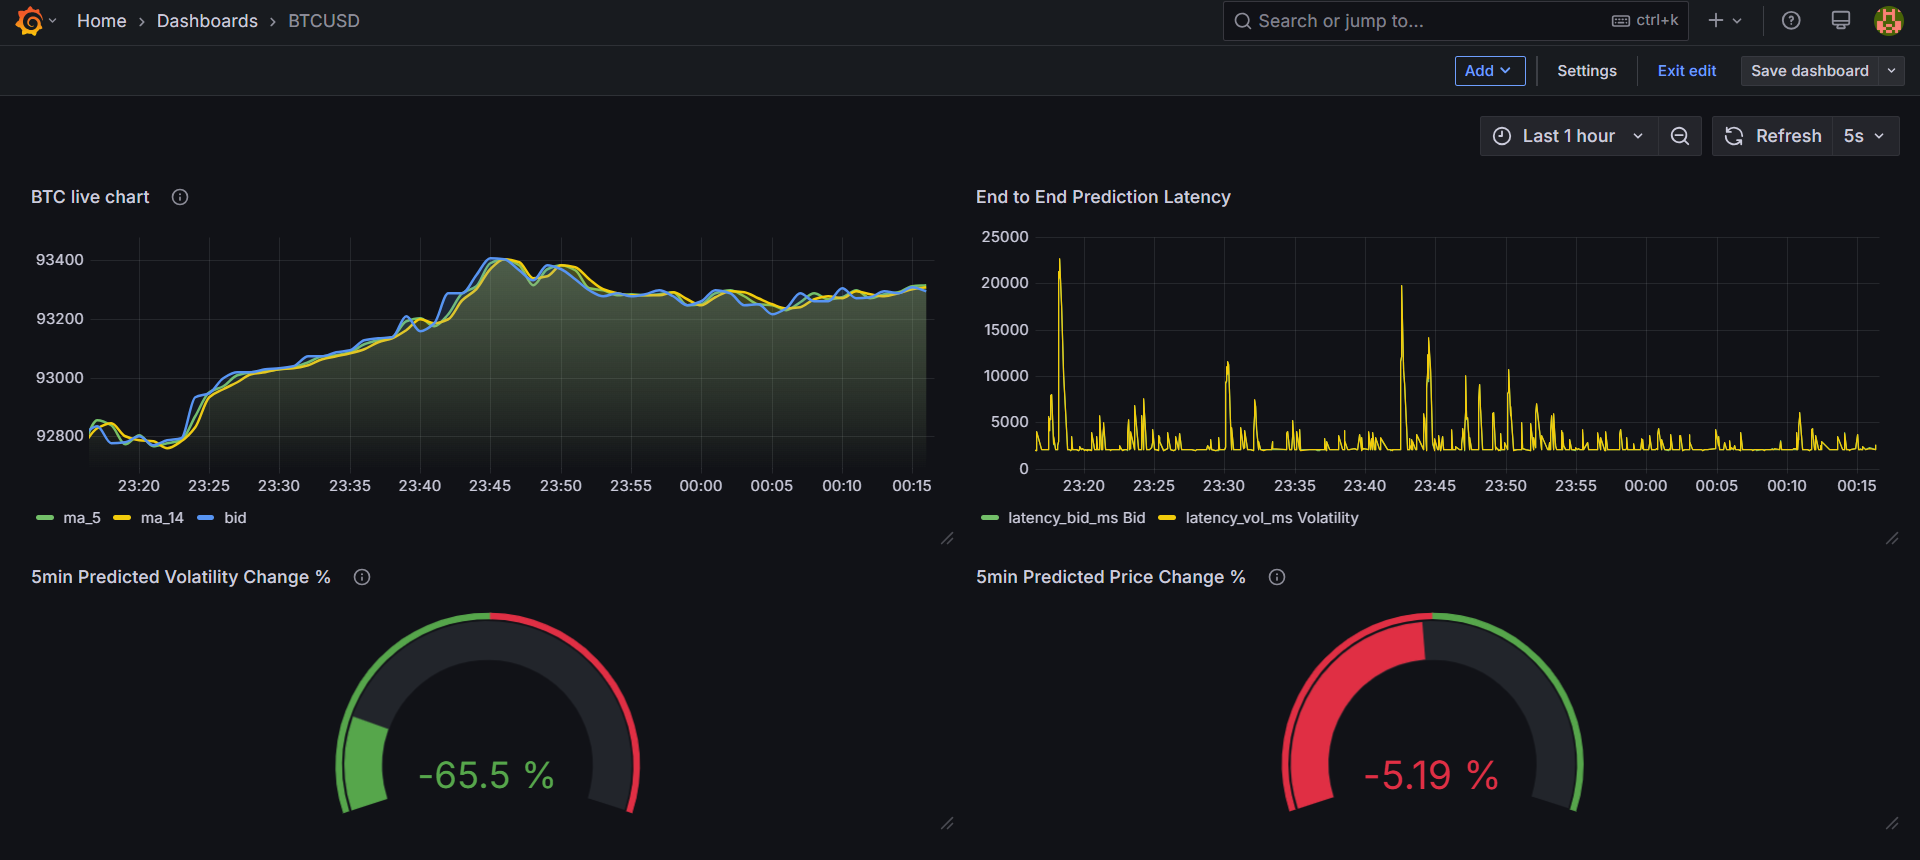 Home › Dashboards › BTCUSD
Search or jump to... ctrl+k
Add Settings Exit edit Save dashboard
Last 1 hour Refresh 5s
BTC live chart
93400
93200
93000
92800
23:20 23:25 23:30 23:35 23:40 23:45 23:50 23:55 00:00 00:05 00:10 00:15
ma_5 ma_14 bid
End to End Prediction Latency
25000
20000
15000
10000
5000
0
23:20 23:25 23:30 23:35 23:40 23:45 23:50 23:55 00:00 00:05 00:10 00:15
latency_bid_ms Bid latency_vol_ms Volatility
5min Predicted Volatility Change %
-65.5 %
5min Predicted Price Change %
-5.19 %